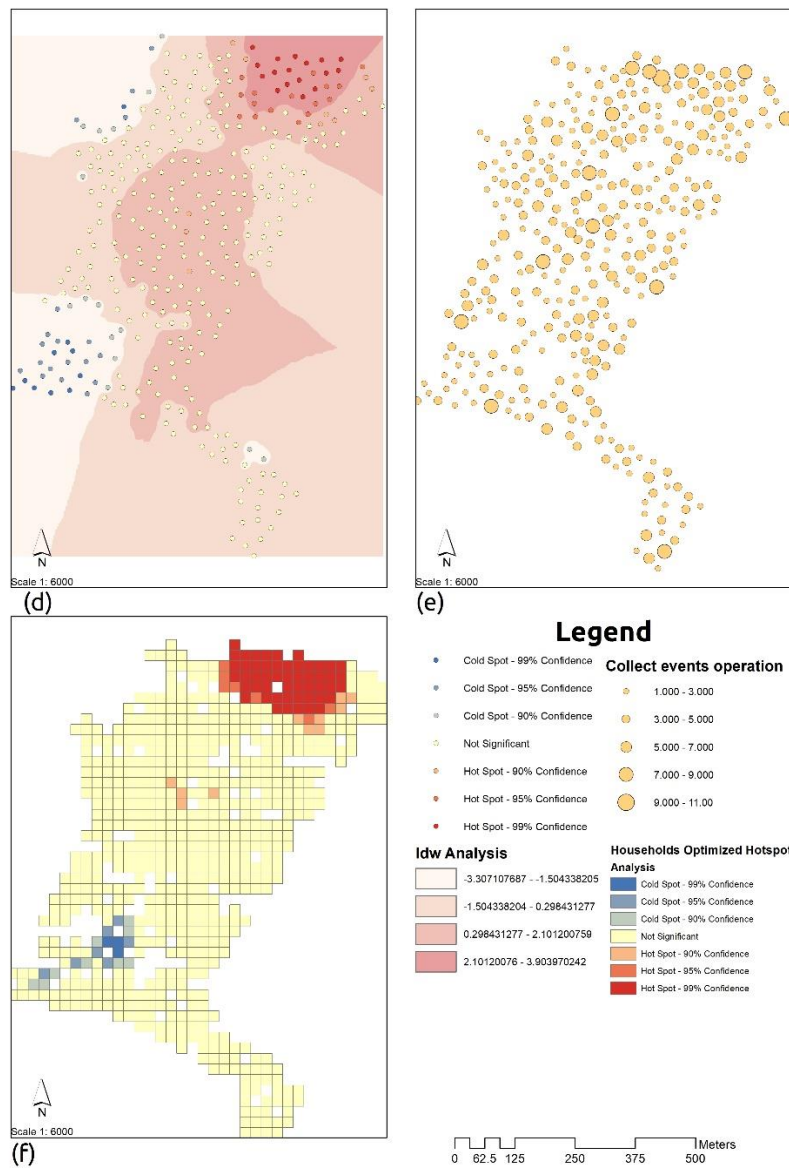 N
Scale 1: 6000
(d)
N
Scale 1: 6000
(e)
N
Scale 1: 6000
(f)
Legend
Cold Spot - 99% Confidence
Cold Spot - 95% Confidence
Cold Spot - 90% Confidence
Not Significant
Hot Spot - 90% Confidence
Hot Spot - 95% Confidence
Hot Spot - 99% Confidence
Collect events operation
1.000 - 3.000
3.000 - 5.000
5.000 - 7.000
7.000 - 9.000
9.000 - 11.00
Idw Analysis
-3.307107687 - -1.504338205
-1.504338204 - 0.298431277
0.298431277 - 2.101200759
2.10120076 - 3.903970242
Households Optimized Hotspot
Analysis
Cold Spot - 99% Confidence
Cold Spot - 95% Confidence
Cold Spot - 90% Confidence
Not Significant
Hot Spot - 90% Confidence
Hot Spot - 95% Confidence
Hot Spot - 99% Confidence
Meters
0 62.5 125 250 375 500